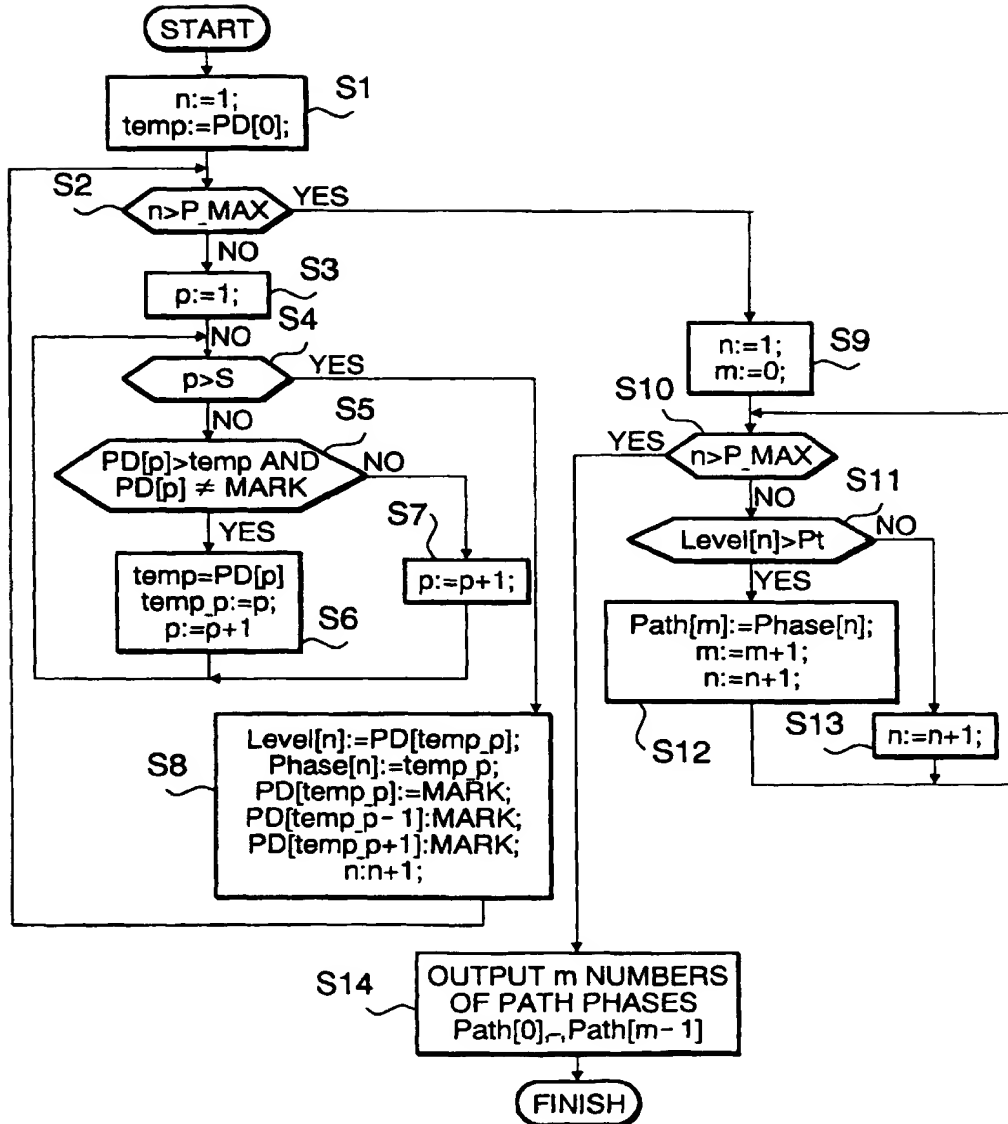 START
S1
n:=1;
temp:=PD[0];
S2
n>P_MAX
YES
NO
S3
p:=1;
NO
S4
p>S
YES
NO
S5
PD[p]>temp AND
PD[p] ≠ MARK
NO
YES
S7
p:=p+1;
temp=PD[p]
temp_p:=p;
p:=p+1
S6
S8
Level[n]:=PD[temp_p];
Phase[n]:=temp_p;
PD[temp_p]:=MARK;
PD[temp_p-1]:MARK;
PD[temp_p+1]:MARK;
n:n+1;
S9
n:=1;
m:=0;
S10
YES
n>P_MAX
NO
S11
Level[n]>Pt
NO
YES
Path[m]:=Phase[n];
m:=m+1;
n:=n+1;
S12
S13
n:=n+1;
S14
OUTPUT m NUMBERS
OF PATH PHASES
Path[0],~,Path[m-1]
FINISH